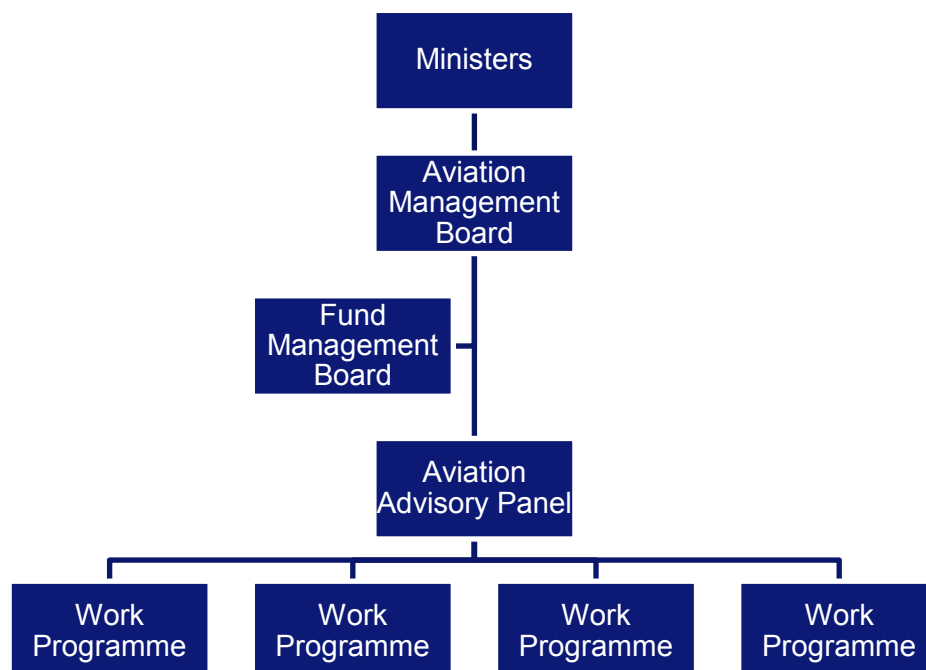 Ministers
Aviation
Management
Board
Fund
Management
Board
Aviation
Advisory Panel
Work
Programme
Work
Programme
Work
Programme
Work
Programme